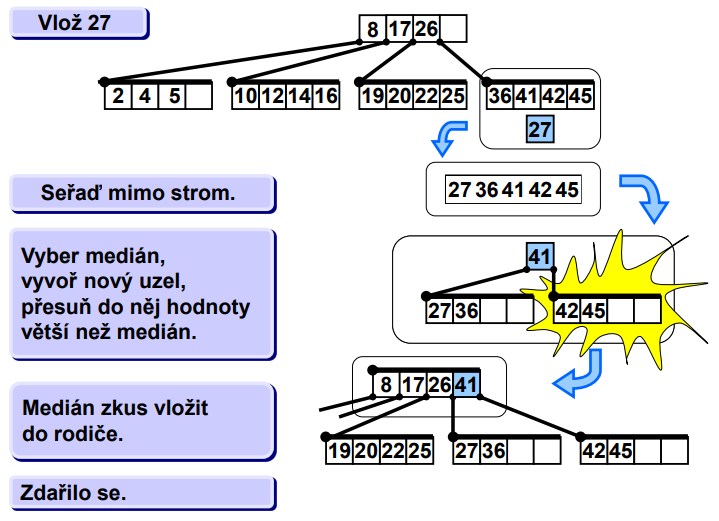 Vlož 27
8 17 26
2 4 5
10 12 14 16
19 20 22 25
36 41 42 45
27
Seřaď mimo strom.
27 36 41 42 45
Vyber medián,
vyvoř nový uzel,
přesuň do něj hodnoty
větší než medián.
41
27 36
42 45
Medián zkus vložit
do rodiče.
8 17 26 41
19 20 22 25
27 36
42 45
Zdařilo se.